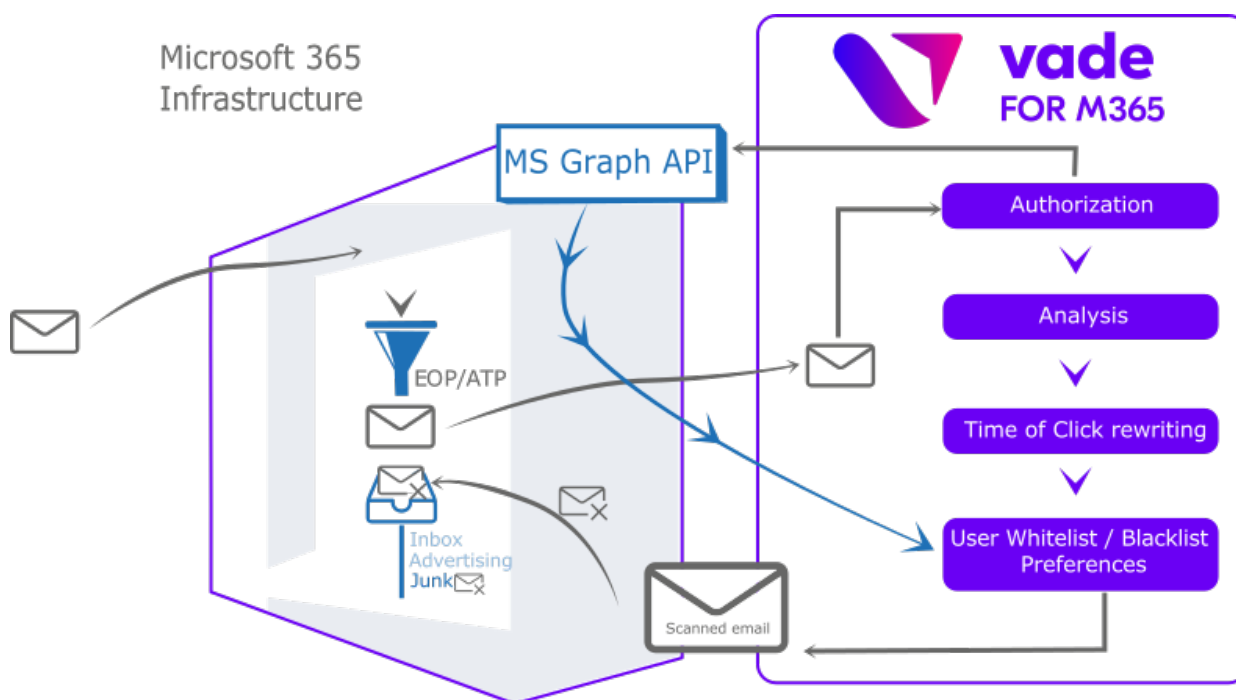 Microsoft 365
Infrastructure
vade
FOR M365
MS Graph API
Authorization
Analysis
EOP/ATP
Time of Click rewriting
Inbox
Advertising
Junk
User Whitelist / Blacklist
Preferences
Scanned email